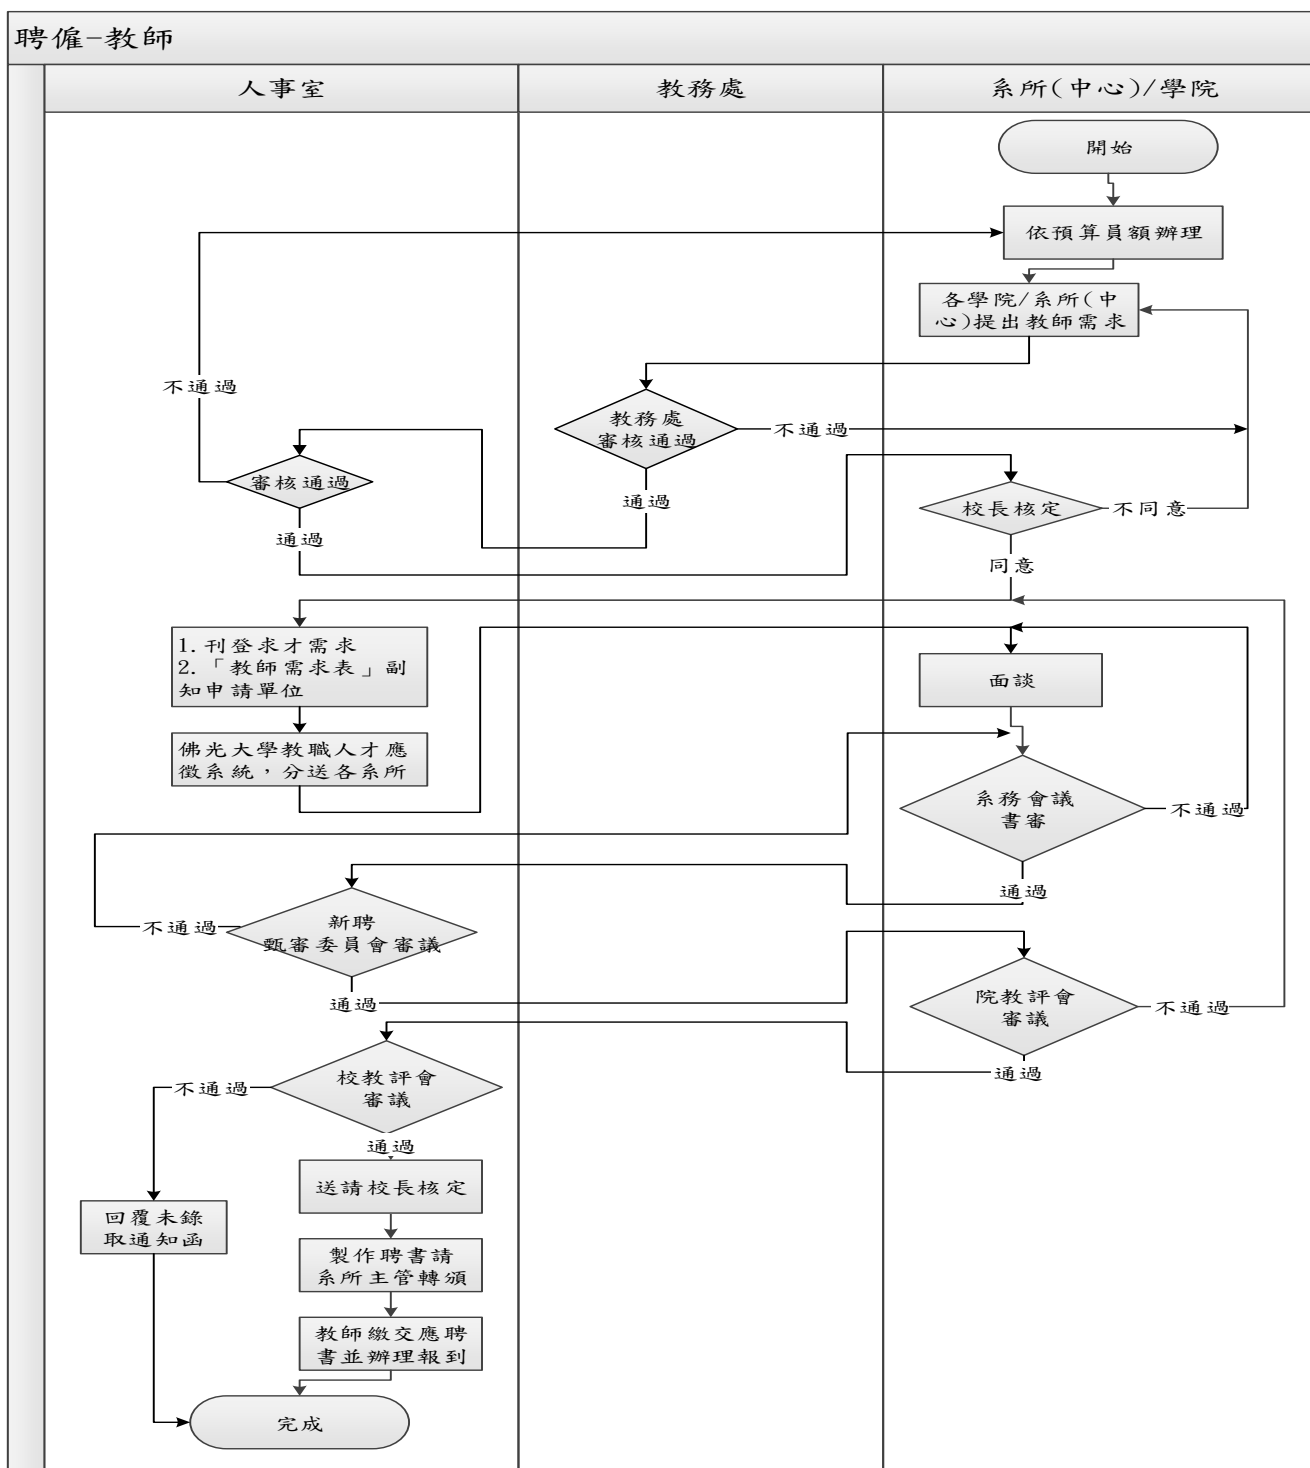 聘僱-教師
人事室
教務處
系所(中心)/學院
開始
依預算員額辦理
各學院/系所(中
心)提出教師需求
不通過
教務處
審核通過
不通過
審核通過
通過
校長核定
不同意
通過
同意
1. 刊登求才需求
2. 「教師需求表」副
知申請單位
面談
佛光大學教職人才應
徵系統，分送各系所
系務會議
書審
不通過
通過
新聘
甄審委員會審議
不通過
通過
院教評會
審議
不通過
通過
校教評會
審議
不通過
通過
送請校長核定
回覆未錄
取通知函
製作聘書請
系所主管轉頒
教師繳交應聘
書並辦理報到
完成